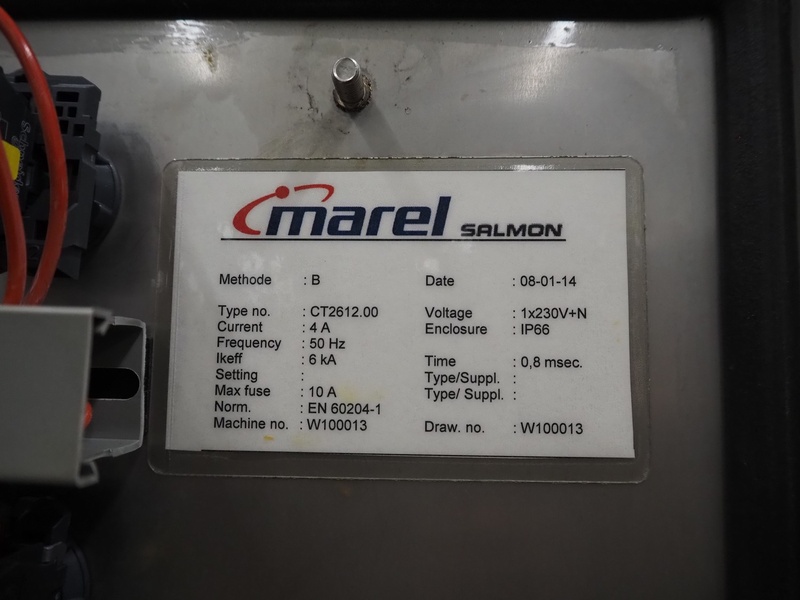 marel SALMON
Methode : B Date : 08-01-14
Type no. : CT2612.00 Voltage : 1x230V+N
Current : 4 A Enclosure : IP66
Frequency : 50 Hz
Ikeff : 6 kA Time : 0,8 msec.
Setting : Type/Suppl. :
Max fuse : 10 A Type/ Suppl. :
Norm. : EN 60204-1
Machine no. : W100013 Draw. no. : W100013